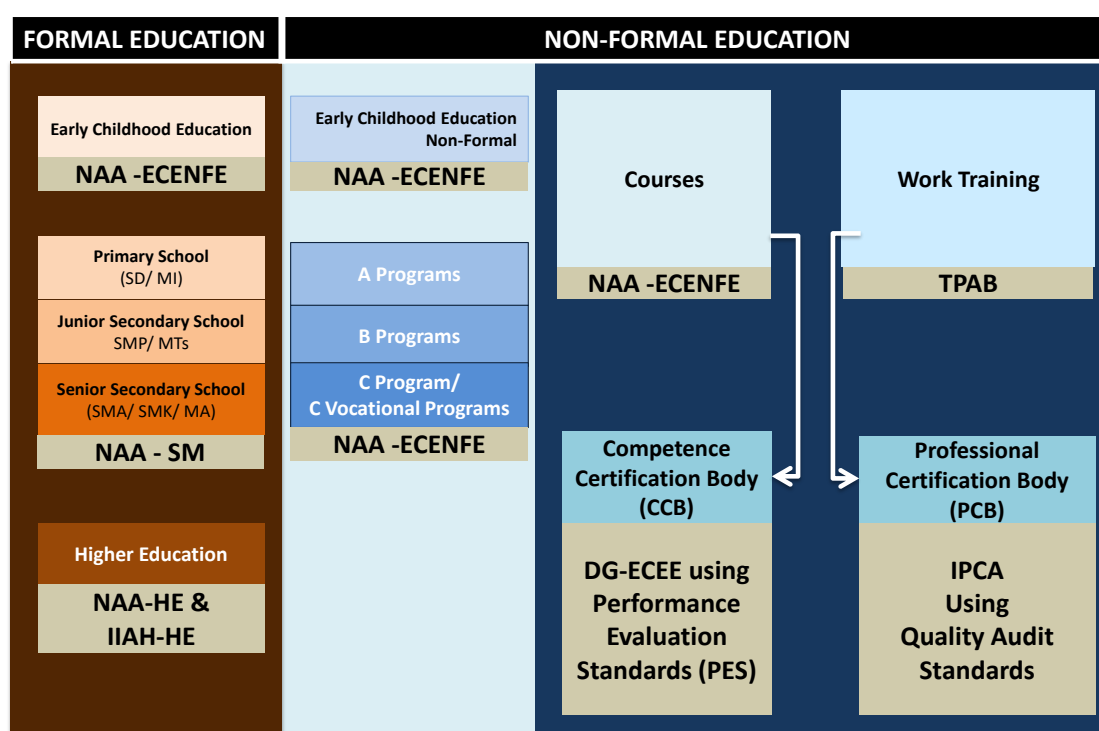 FORMAL EDUCATION
NON-FORMAL EDUCATION
Early Childhood Education
NAA -ECENFE
Primary School
(SD/ MI)
Junior Secondary School
SMP/ MTs
Senior Secondary School
(SMA/ SMK/ MA)
NAA - SM
Higher Education
NAA-HE &
IIAH-HE
Early Childhood Education
Non-Formal
NAA -ECENFE
A Programs
B Programs
C Program/
C Vocational Programs
NAA -ECENFE
Courses
NAA -ECENFE
Competence
Certification Body
(CCB)
DG-ECEE using
Performance
Evaluation
Standards (PES)
Work Training
TPAB
Professional
Certification Body
(PCB)
IPCA
Using
Quality Audit
Standards